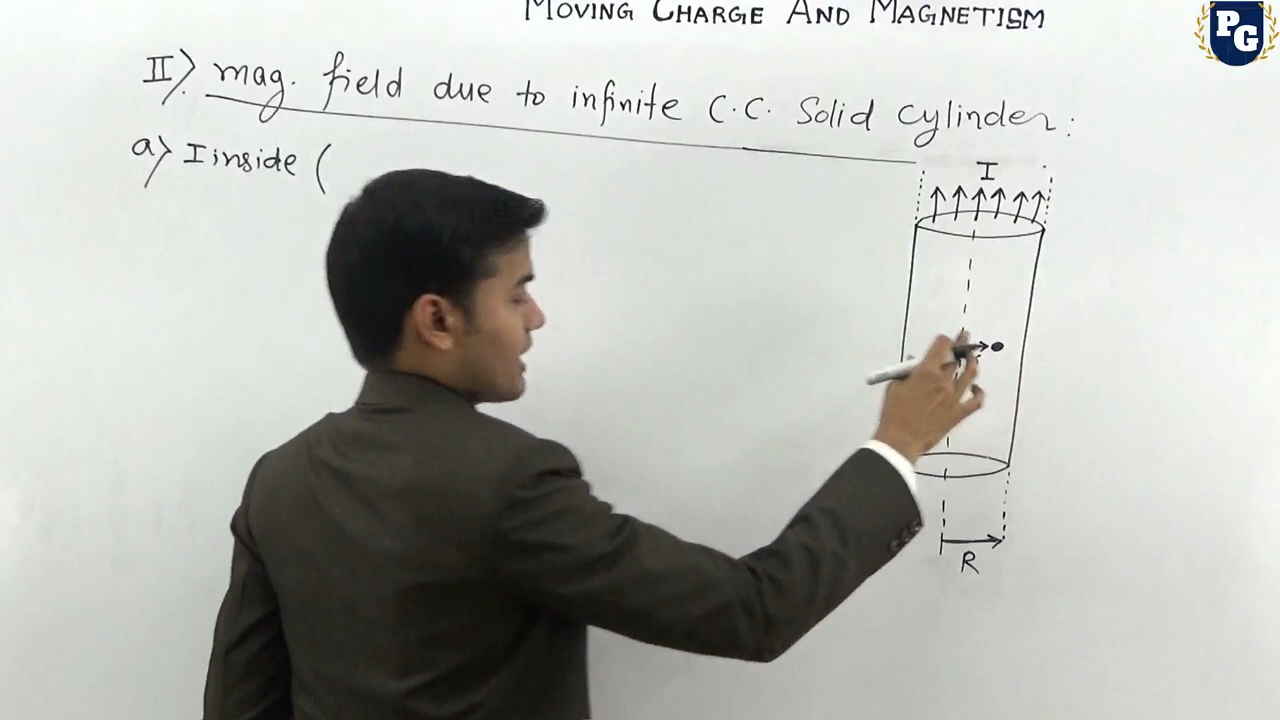 MOVING CHARGE AND MAGNETISM
PG
II). mag. field due to infinite C.C. Solid cylinder:
a) I inside (
I
R